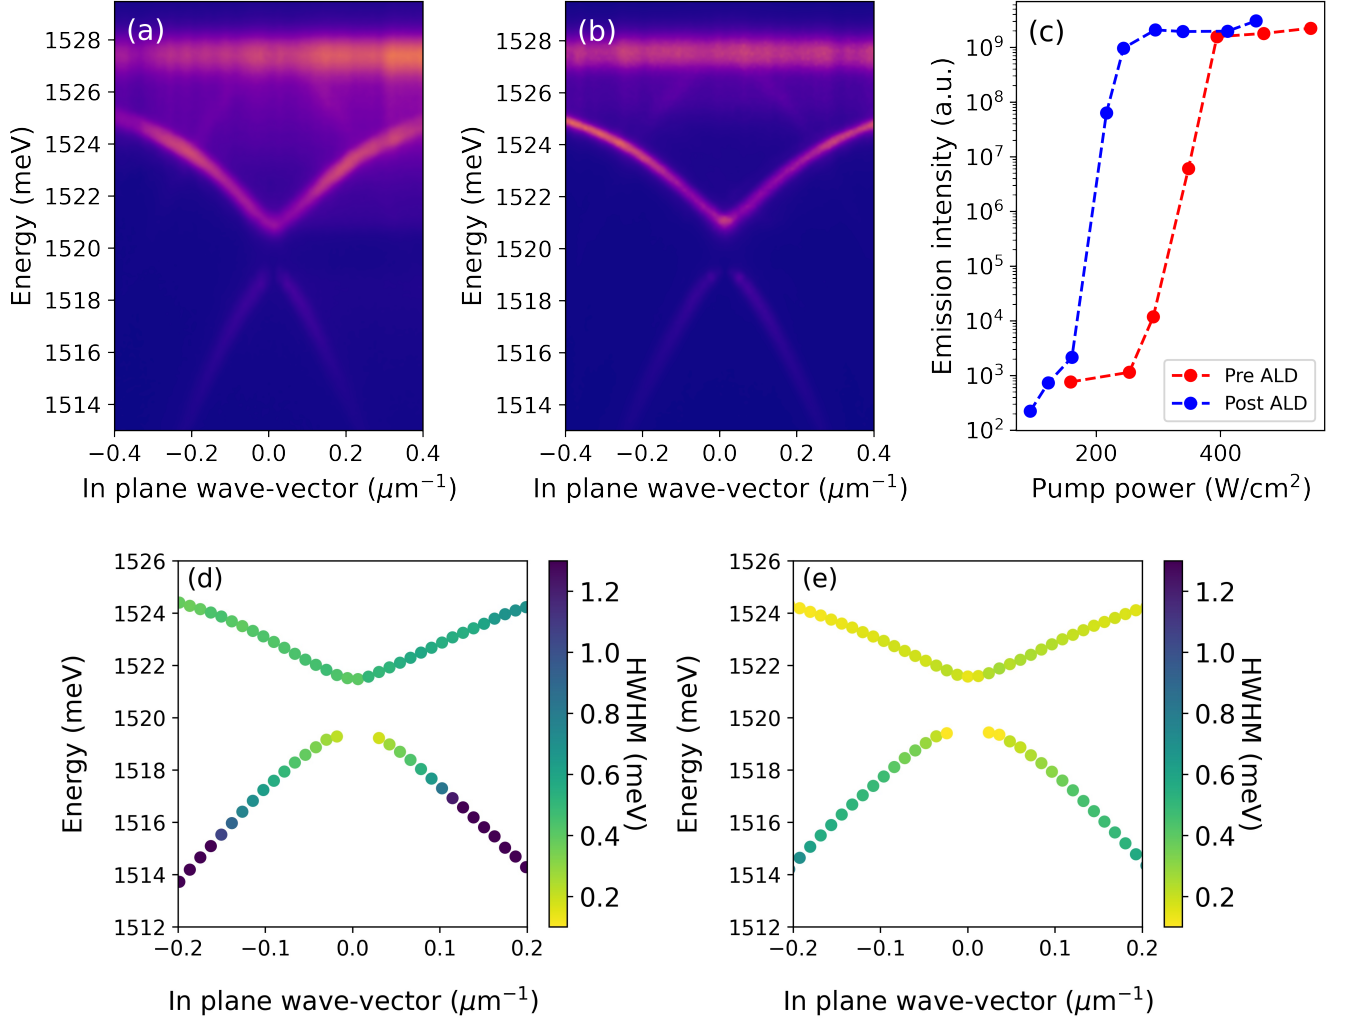 (a)
1528
1526
1524
1522
1520
1518
1516
1514
Energy (meV)
−0.4 −0.2 0.0 0.2 0.4
In plane wave-vector (μm⁻¹)
(b)
1528
1526
1524
1522
1520
1518
1516
1514
Energy (meV)
−0.4 −0.2 0.0 0.2 0.4
In plane wave-vector (μm⁻¹)
(c)
10⁹
10⁸
10⁷
10⁶
10⁵
10⁴
10³
10²
Emission intensity (a.u.)
Pre ALD
Post ALD
200 400
Pump power (W/cm²)
(d)
1526
1524
1522
1520
1518
1516
1514
1512
Energy (meV)
−0.2 −0.1 0.0 0.1 0.2
In plane wave-vector (μm⁻¹)
1.2
1.0
0.8
0.6
0.4
0.2
HWHM (meV)
(e)
1526
1524
1522
1520
1518
1516
1514
1512
Energy (meV)
−0.2 −0.1 0.0 0.1 0.2
In plane wave-vector (μm⁻¹)
1.2
1.0
0.8
0.6
0.4
0.2
HWHM (meV)